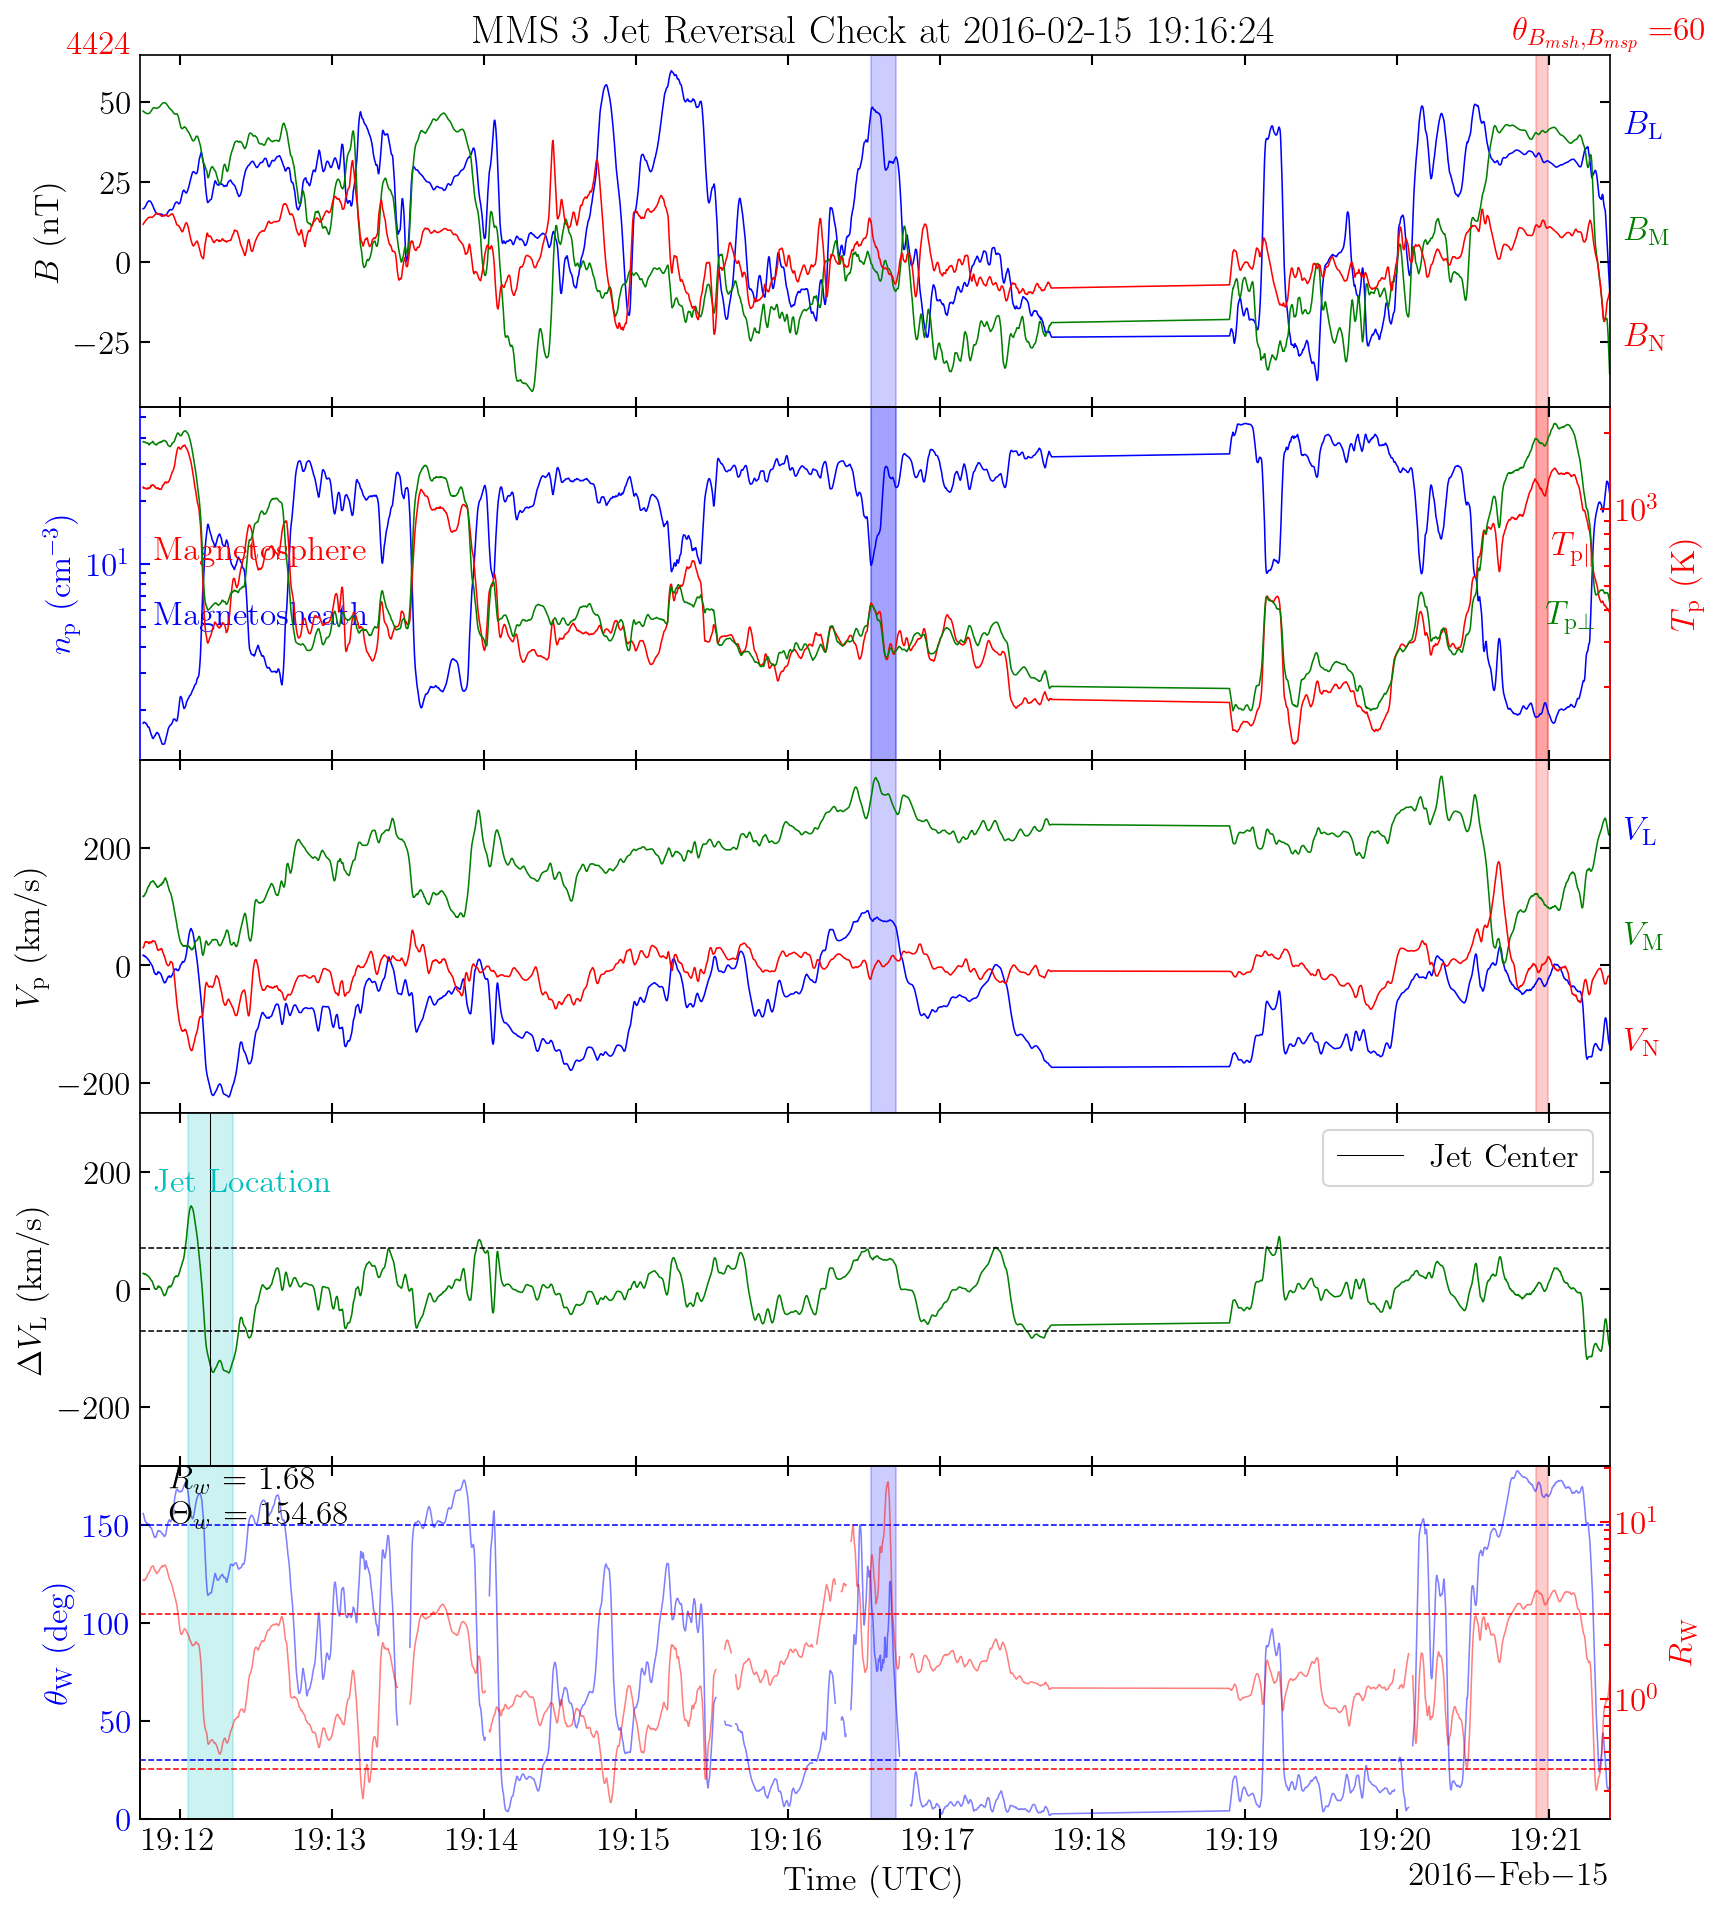 MMS 3 Jet Reversal Check at 2016-02-15 19:16:24
4424
θ_{B_{msh},B_{msp}} =60
B (nT)
50
25
0
−25
B_L
B_M
B_N
n_p (cm^{−3})
10^1
Magnetosphere
Magnetosheath
10^3
T_{p∥}
T_{p⊥}
T_p (K)
V_p (km/s)
200
0
−200
V_L
V_M
V_N
ΔV_L (km/s)
200
0
−200
Jet Location
Jet Center
R_w = 1.68
Θ_w = 154.68
θ_W (deg)
150
100
50
0
10^1
10^0
R_W
19:12 19:13 19:14 19:15 19:16 19:17 19:18 19:19 19:20 19:21
Time (UTC)
2016−Feb−15